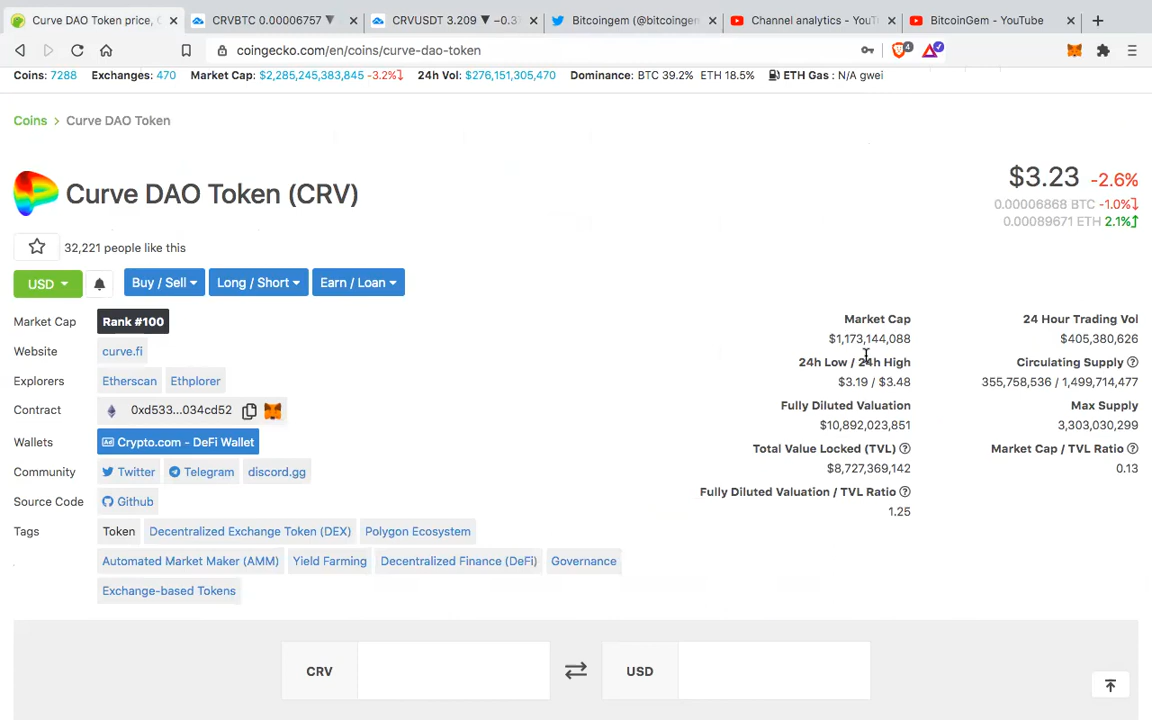 Curve DAO Token price, C
CRVBTC 0.00006757 ▼
CRVUSDT 3.209 ▼ −0.3
Bitcoingem (@bitcoingem
Channel analytics - YouT
BitcoinGem - YouTube
coingecko.com/en/coins/curve-dao-token
4
Coins: 7288 Exchanges: 470 Market Cap: $2,285,245,383,845 -3.2% 24h Vol: $276,151,305,470 Dominance: BTC 39.2% ETH 18.5% ETH Gas : N/A gwei
Coins > Curve DAO Token
Curve DAO Token (CRV)
$3.23 -2.6%
0.00006868 BTC -1.0%
0.00089671 ETH 2.1%
32,221 people like this
USD Buy / Sell Long / Short Earn / Loan
Market Cap Rank #100
Website curve.fi
Explorers Etherscan Ethplorer
Contract 0xd533...034cd52
Wallets Ad Crypto.com - DeFi Wallet
Community Twitter Telegram discord.gg
Source Code Github
Tags Token Decentralized Exchange Token (DEX) Polygon Ecosystem
Automated Market Maker (AMM) Yield Farming Decentralized Finance (DeFi) Governance
Exchange-based Tokens
Market Cap
$1,173,144,088
24h Low / 24h High
$3.19 / $3.48
Fully Diluted Valuation
$10,892,023,851
Total Value Locked (TVL) ?
$8,727,369,142
Fully Diluted Valuation / TVL Ratio ?
1.25
24 Hour Trading Vol
$405,380,626
Circulating Supply ?
355,758,536 / 1,499,714,477
Max Supply
3,303,030,299
Market Cap / TVL Ratio ?
0.13
CRV
USD